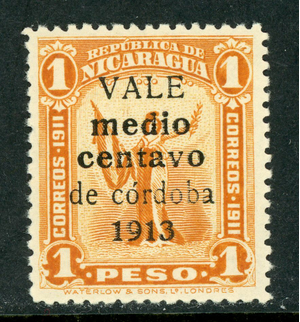 REPÚBLICA DE
NICARAGUA
1
1
CORREOS·1911
CORREOS·1911
VALE
medio
centavo
de córdoba
1913
1
PESO.
1
WATERLOW & SONS, LD. LONDRES